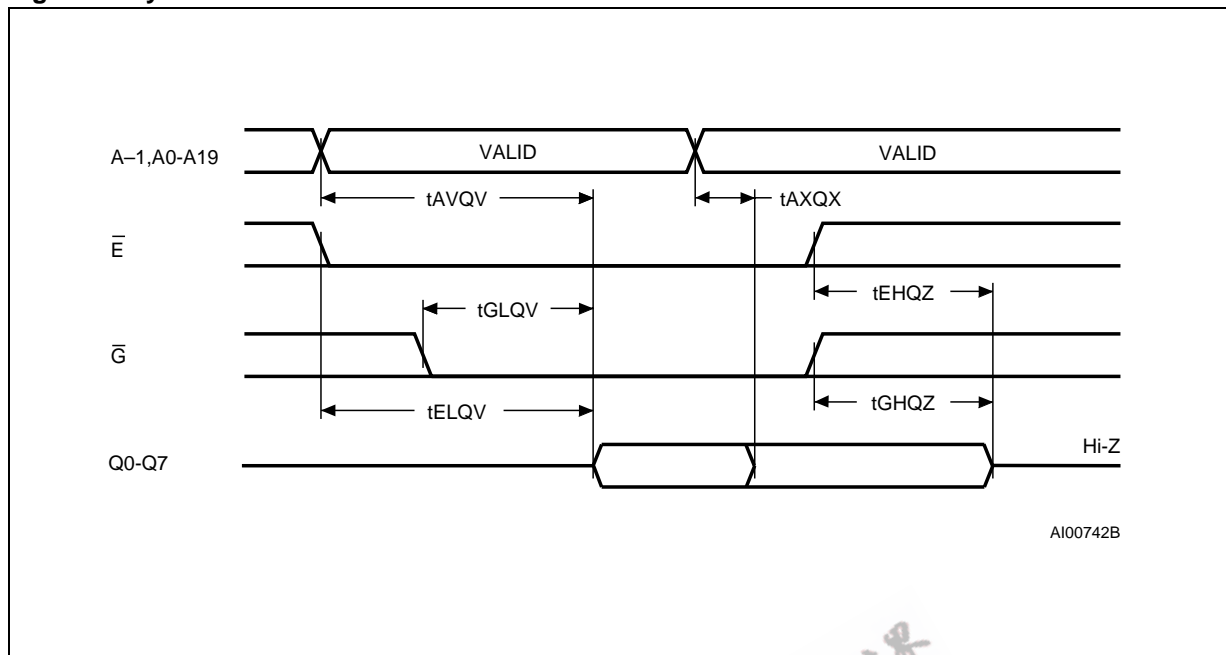 A–1,A0-A19
VALID
VALID
tAVQV
tAXQX
E
tEHQZ
tGLQV
G
tELQV
tGHQZ
Q0-Q7
Hi-Z
AI00742B